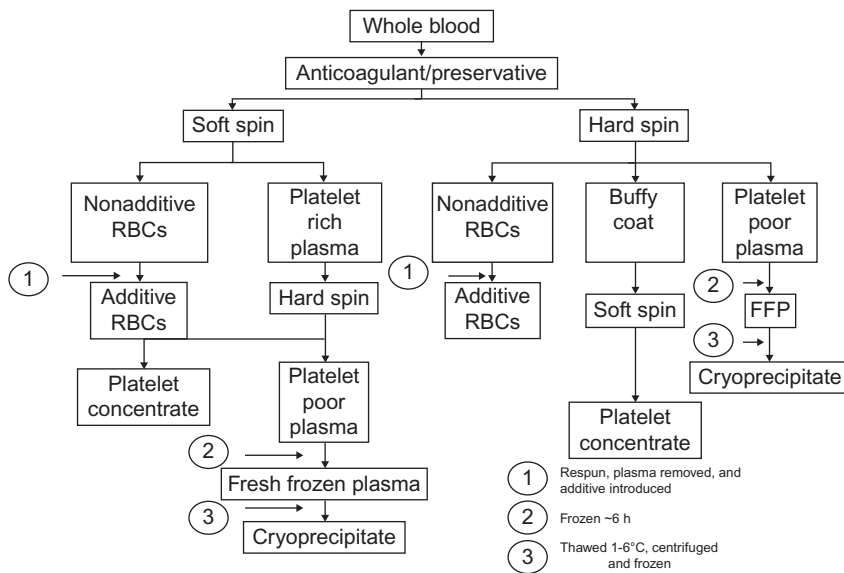 Whole blood
Anticoagulant/preservative
Soft spin
Hard spin
Nonadditive
RBCs
Platelet
rich
plasma
Nonadditive
RBCs
Buffy
coat
Platelet
poor
plasma
1
1
2
Additive
RBCs
Hard spin
Additive
RBCs
Soft spin
FFP
3
Platelet
concentrate
Platelet
poor
plasma
Cryoprecipitate
Platelet
concentrate
2
Fresh frozen plasma
3
Cryoprecipitate
1 Respun, plasma removed, and
additive introduced
2 Frozen ~6 h
3 Thawed 1-6°C, centrifuged
and frozen